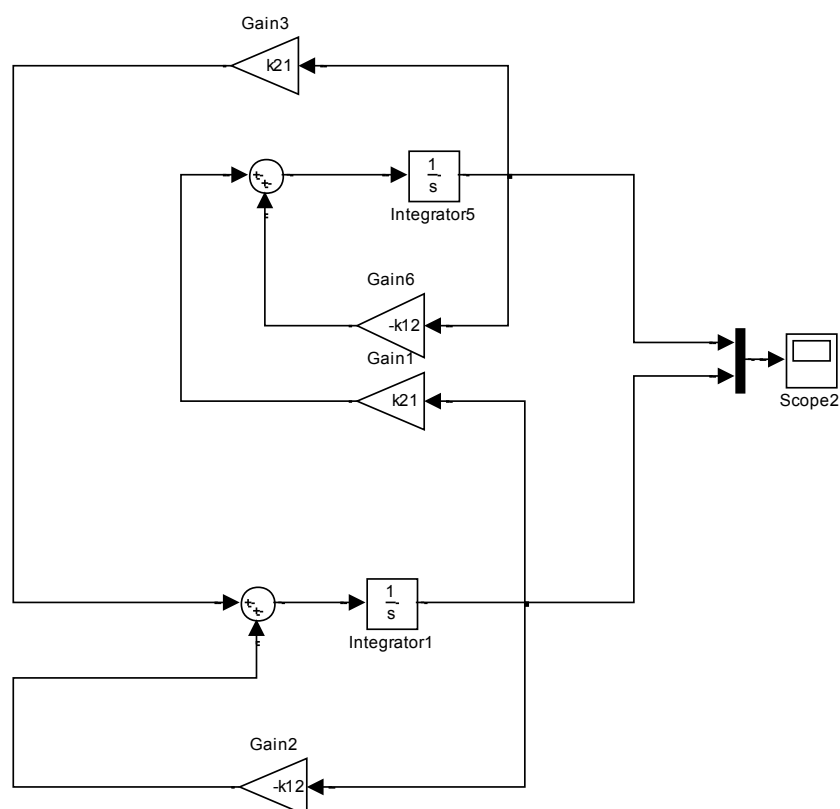 Gain3
k21
1
s
Integrator5
Gain6
-k12
Gain1
k21
Scope2
1
s
Integrator1
Gain2
-k12